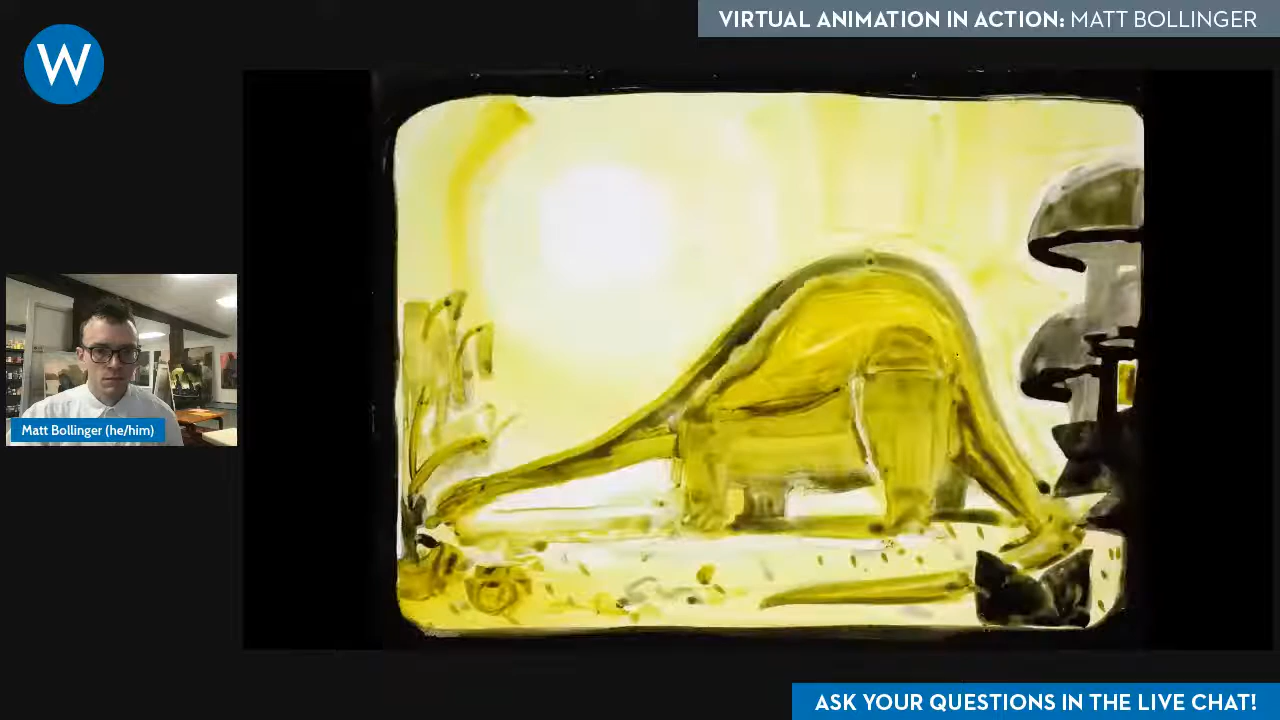 VIRTUAL ANIMATION IN ACTION: MATT BOLLINGER
W
Matt Bollinger (he/him)
ASK YOUR QUESTIONS IN THE LIVE CHAT!